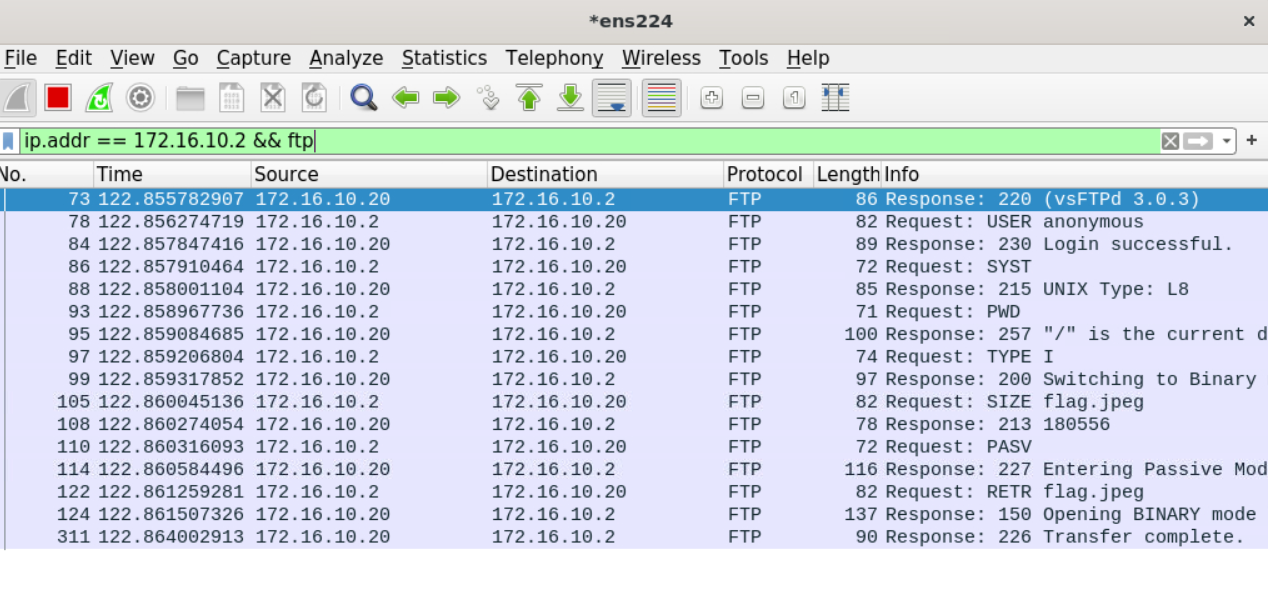 *ens224 ×
File Edit View Go Capture Analyze Statistics Telephony Wireless Tools Help
ip.addr == 172.16.10.2 && ftp +
No. Time Source Destination Protocol Length Info
73 122.855782907 172.16.10.20 172.16.10.2 FTP 86 Response: 220 (vsFTPd 3.0.3)
78 122.856274719 172.16.10.2 172.16.10.20 FTP 82 Request: USER anonymous
84 122.857847416 172.16.10.20 172.16.10.2 FTP 89 Response: 230 Login successful.
86 122.857910464 172.16.10.2 172.16.10.20 FTP 72 Request: SYST
88 122.858001104 172.16.10.20 172.16.10.2 FTP 85 Response: 215 UNIX Type: L8
93 122.858967736 172.16.10.2 172.16.10.20 FTP 71 Request: PWD
95 122.859084685 172.16.10.20 172.16.10.2 FTP 100 Response: 257 "/" is the current d
97 122.859206804 172.16.10.2 172.16.10.20 FTP 74 Request: TYPE I
99 122.859317852 172.16.10.20 172.16.10.2 FTP 97 Response: 200 Switching to Binary
105 122.860045136 172.16.10.2 172.16.10.20 FTP 82 Request: SIZE flag.jpeg
108 122.860274054 172.16.10.20 172.16.10.2 FTP 78 Response: 213 180556
110 122.860316093 172.16.10.2 172.16.10.20 FTP 72 Request: PASV
114 122.860584496 172.16.10.20 172.16.10.2 FTP 116 Response: 227 Entering Passive Mod
122 122.861259281 172.16.10.2 172.16.10.20 FTP 82 Request: RETR flag.jpeg
124 122.861507326 172.16.10.20 172.16.10.2 FTP 137 Response: 150 Opening BINARY mode
311 122.864002913 172.16.10.20 172.16.10.2 FTP 90 Response: 226 Transfer complete.